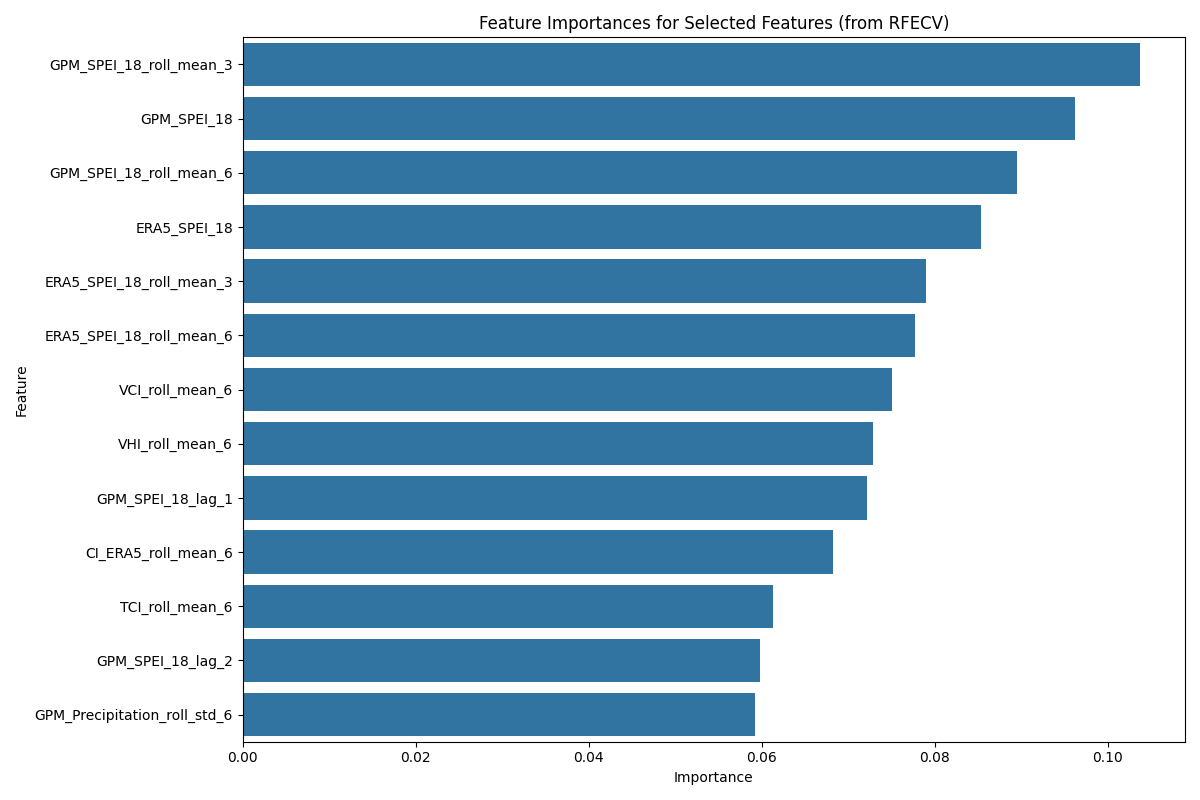 Feature Importances for Selected Features (from RFECV)
GPM_SPEI_18_roll_mean_3
GPM_SPEI_18
GPM_SPEI_18_roll_mean_6
ERA5_SPEI_18
ERA5_SPEI_18_roll_mean_3
ERA5_SPEI_18_roll_mean_6
VCI_roll_mean_6
VHI_roll_mean_6
GPM_SPEI_18_lag_1
CI_ERA5_roll_mean_6
TCI_roll_mean_6
GPM_SPEI_18_lag_2
GPM_Precipitation_roll_std_6
Feature
0.00 0.02 0.04 0.06 0.08 0.10
Importance